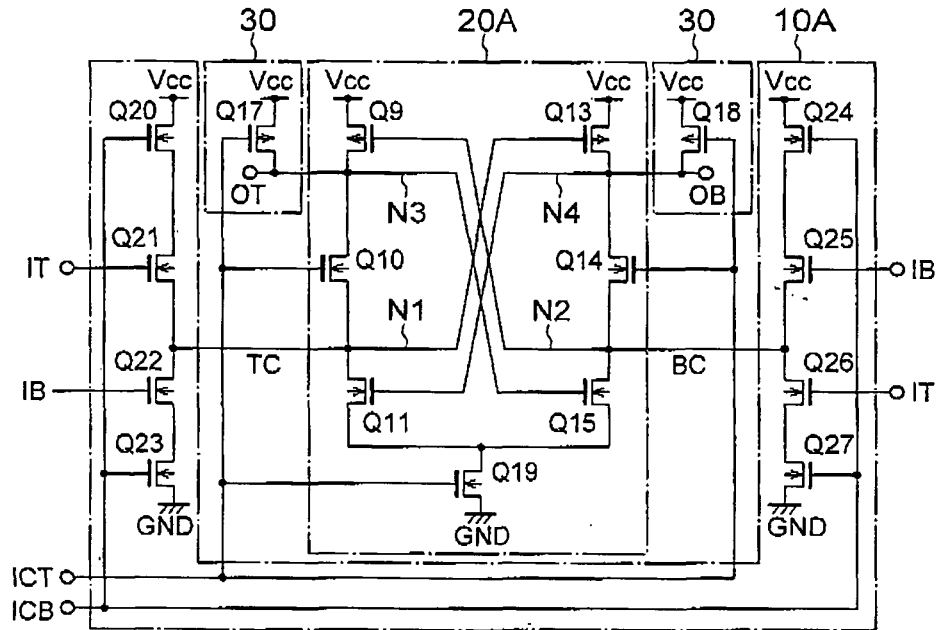 30 20A 30 10A
Vcc Vcc Vcc Vcc Vcc Vcc
Q20 Q17 Q9 Q13 Q18 Q24
OT N3 N4 OB
Q21 Q10 Q14 Q25
IT IB
N1 N2
TC BC
Q22 Q26
IB IT
Q11 Q15
Q23 Q19 Q27
GND GND GND
ICT
ICB